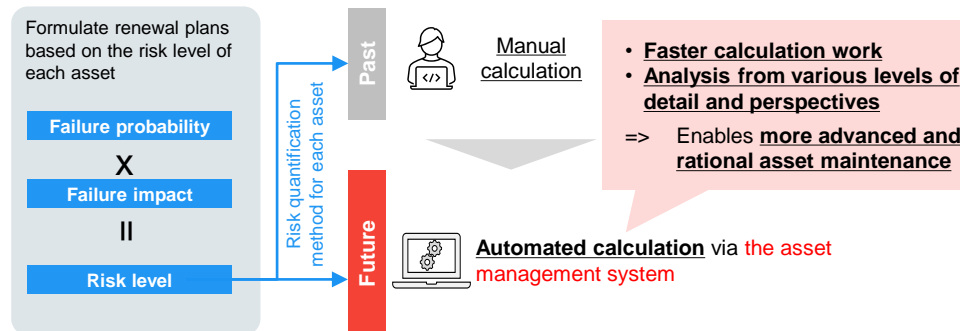 Formulate renewal plans
based on the risk level of
each asset
Failure probability
X
Failure impact
=
Risk level
Risk quantification
method for each asset
Past
Manual
calculation
</>
• Faster calculation work
• Analysis from various levels of
detail and perspectives
=> Enables more advanced and
rational asset maintenance
Future
Automated calculation via the asset
management system